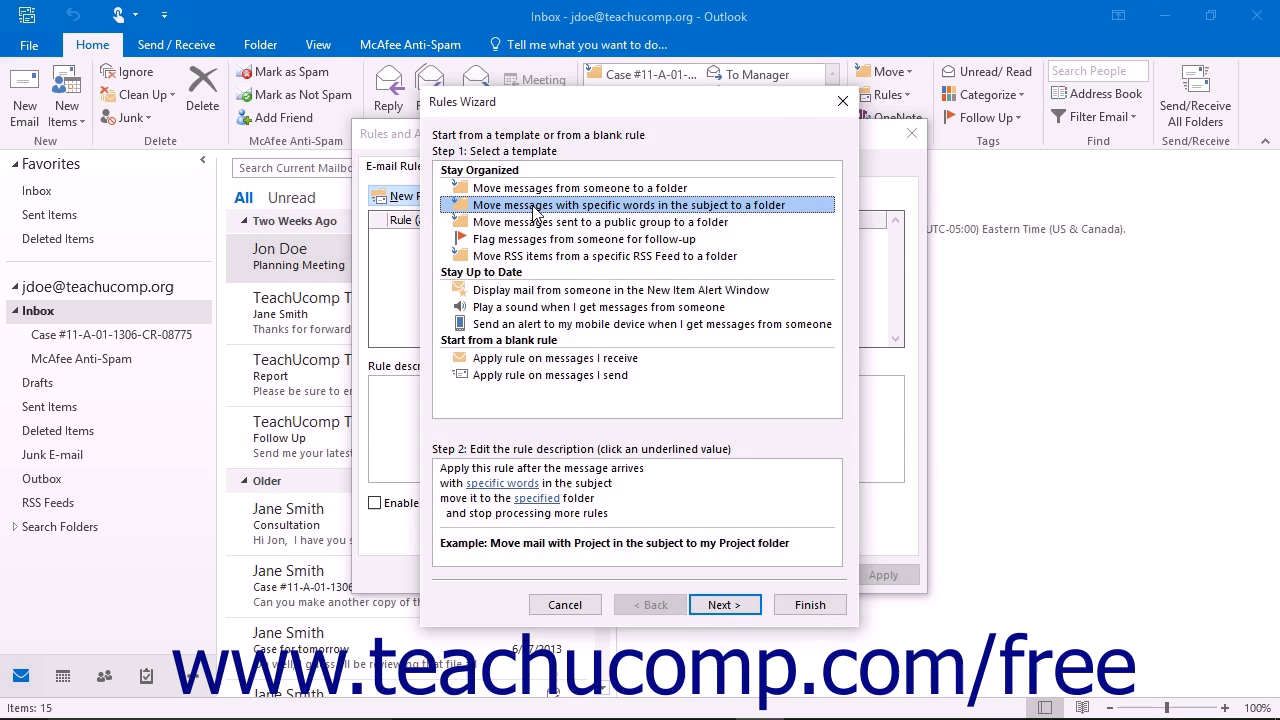 Inbox - jdoe@teachucomp.org - Outlook
File Home Send / Receive Folder View McAfee Anti-Spam Tell me what you want to do...
New Email
New Items
Ignore
Clean Up
Junk
Delete
Delete
Mark as Spam
Mark as Not Spam
Add Friend
McAfee Anti-Spam
Reply
Meeting
Case #11-A-01-...
To Manager
Move
Rules
OneNote
Unread/ Read
Categorize
Follow Up
Tags
Search People
Address Book
Filter Email
Find
Send/Receive All Folders
Send/Receive
Favorites
Inbox
Sent Items
Deleted Items
jdoe@teachucomp.org
Inbox
Case #11-A-01-1306-CR-08775
McAfee Anti-Spam
Drafts
Sent Items
Deleted Items
Junk E-mail
Outbox
RSS Feeds
Search Folders
Search Current Mailbo
All Unread
Two Weeks Ago
Jon Doe
Planning Meeting
TeachUcomp T
Jane Smith
Thanks for forward
TeachUcomp T
Report
Please be sure to e
TeachUcomp T
Follow Up
Send me your latest
Older
Jane Smith
Consultation
Hi Jon, I have you s
Jane Smith
Case #11-A-01-1306
Can you make another copy of th
Jane Smith
Case for tomorrow
Jane Smith
UTC-05:00) Eastern Time (US & Canada).
Rules and A
E-mail Rule
New R
Rule (
Rule descr
Enable
Apply
Rules Wizard
Start from a template or from a blank rule
Step 1: Select a template
Stay Organized
Move messages from someone to a folder
Move messages with specific words in the subject to a folder
Move messages sent to a public group to a folder
Flag messages from someone for follow-up
Move RSS items from a specific RSS Feed to a folder
Stay Up to Date
Display mail from someone in the New Item Alert Window
Play a sound when I get messages from someone
Send an alert to my mobile device when I get messages from someone
Start from a blank rule
Apply rule on messages I receive
Apply rule on messages I send
Step 2: Edit the rule description (click an underlined value)
Apply this rule after the message arrives
with specific words in the subject
move it to the specified folder
and stop processing more rules
Example: Move mail with Project in the subject to my Project folder
Cancel < Back Next > Finish
www.teachucomp.com/free
Items: 15
100%